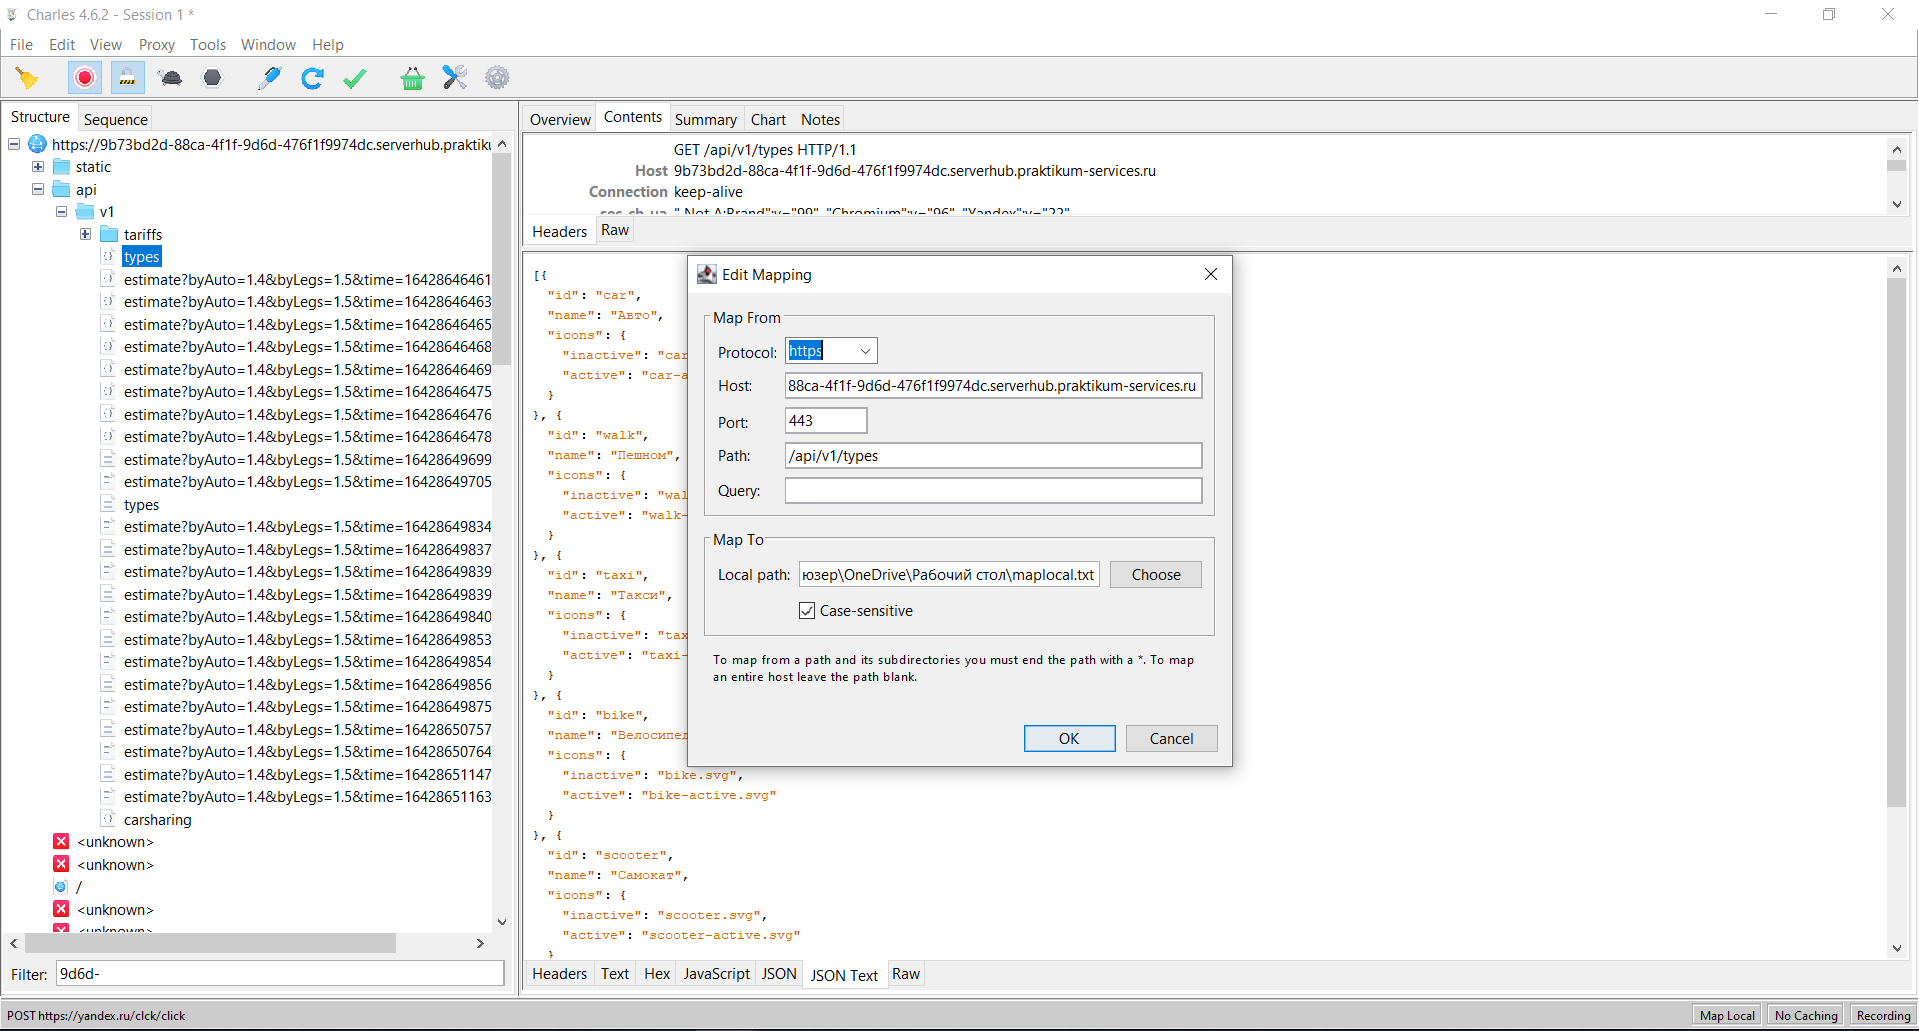 Charles 4.6.2 - Session 1 *
File Edit View Proxy Tools Window Help
Structure Sequence
https://9b73bd2d-88ca-4f1f-9d6d-476f1f9974dc.serverhub.praktiku
static
api
v1
tariffs
types
estimate?byAuto=1.4&byLegs=1.5&time=16428646461
estimate?byAuto=1.4&byLegs=1.5&time=16428646463
estimate?byAuto=1.4&byLegs=1.5&time=16428646465
estimate?byAuto=1.4&byLegs=1.5&time=16428646468
estimate?byAuto=1.4&byLegs=1.5&time=16428646469
estimate?byAuto=1.4&byLegs=1.5&time=16428646475
estimate?byAuto=1.4&byLegs=1.5&time=16428646476
estimate?byAuto=1.4&byLegs=1.5&time=16428646478
estimate?byAuto=1.4&byLegs=1.5&time=16428649699
estimate?byAuto=1.4&byLegs=1.5&time=16428649705
types
estimate?byAuto=1.4&byLegs=1.5&time=16428649834
estimate?byAuto=1.4&byLegs=1.5&time=16428649837
estimate?byAuto=1.4&byLegs=1.5&time=16428649839
estimate?byAuto=1.4&byLegs=1.5&time=16428649839
estimate?byAuto=1.4&byLegs=1.5&time=16428649840
estimate?byAuto=1.4&byLegs=1.5&time=16428649853
estimate?byAuto=1.4&byLegs=1.5&time=16428649854
estimate?byAuto=1.4&byLegs=1.5&time=16428649856
estimate?byAuto=1.4&byLegs=1.5&time=16428649875
estimate?byAuto=1.4&byLegs=1.5&time=16428650757
estimate?byAuto=1.4&byLegs=1.5&time=16428650764
estimate?byAuto=1.4&byLegs=1.5&time=16428651147
estimate?byAuto=1.4&byLegs=1.5&time=16428651163
carsharing
<unknown>
<unknown>
/
<unknown>
<unknown>
Filter: 9d6d-
Overview Contents Summary Chart Notes
GET /api/v1/types HTTP/1.1
Host 9b73bd2d-88ca-4f1f-9d6d-476f1f9974dc.serverhub.praktikum-services.ru
Connection keep-alive
sec-ch-ua " Not A;Brand";v="99", "Chromium";v="96", "Yandex";v="22"
Headers Raw
[{
"id": "car",
"name": "Авто",
"icons": {
"inactive": "car
"active": "car-a
}
}, {
"id": "walk",
"name": "Пешком",
"icons": {
"inactive": "wal
"active": "walk-
}
}, {
"id": "taxi",
"name": "Такси",
"icons": {
"inactive": "tax
"active": "taxi-
}
}, {
"id": "bike",
"name": "Велосипед
"icons": {
"inactive": "bike.svg",
"active": "bike-active.svg"
}
}, {
"id": "scooter",
"name": "Самокат",
"icons": {
"inactive": "scooter.svg",
"active": "scooter-active.svg"
}
Headers Text Hex JavaScript JSON JSON Text Raw
Edit Mapping
Map From
Protocol: https
Host: 88ca-4f1f-9d6d-476f1f9974dc.serverhub.praktikum-services.ru
Port: 443
Path: /api/v1/types
Query:
Map To
Local path: юзер\OneDrive\Рабочий стол\maplocal.txt Choose
Case-sensitive
To map from a path and its subdirectories you must end the path with a *. To map
an entire host leave the path blank.
OK Cancel
POST https://yandex.ru/clck/click
Map Local No Caching Recording